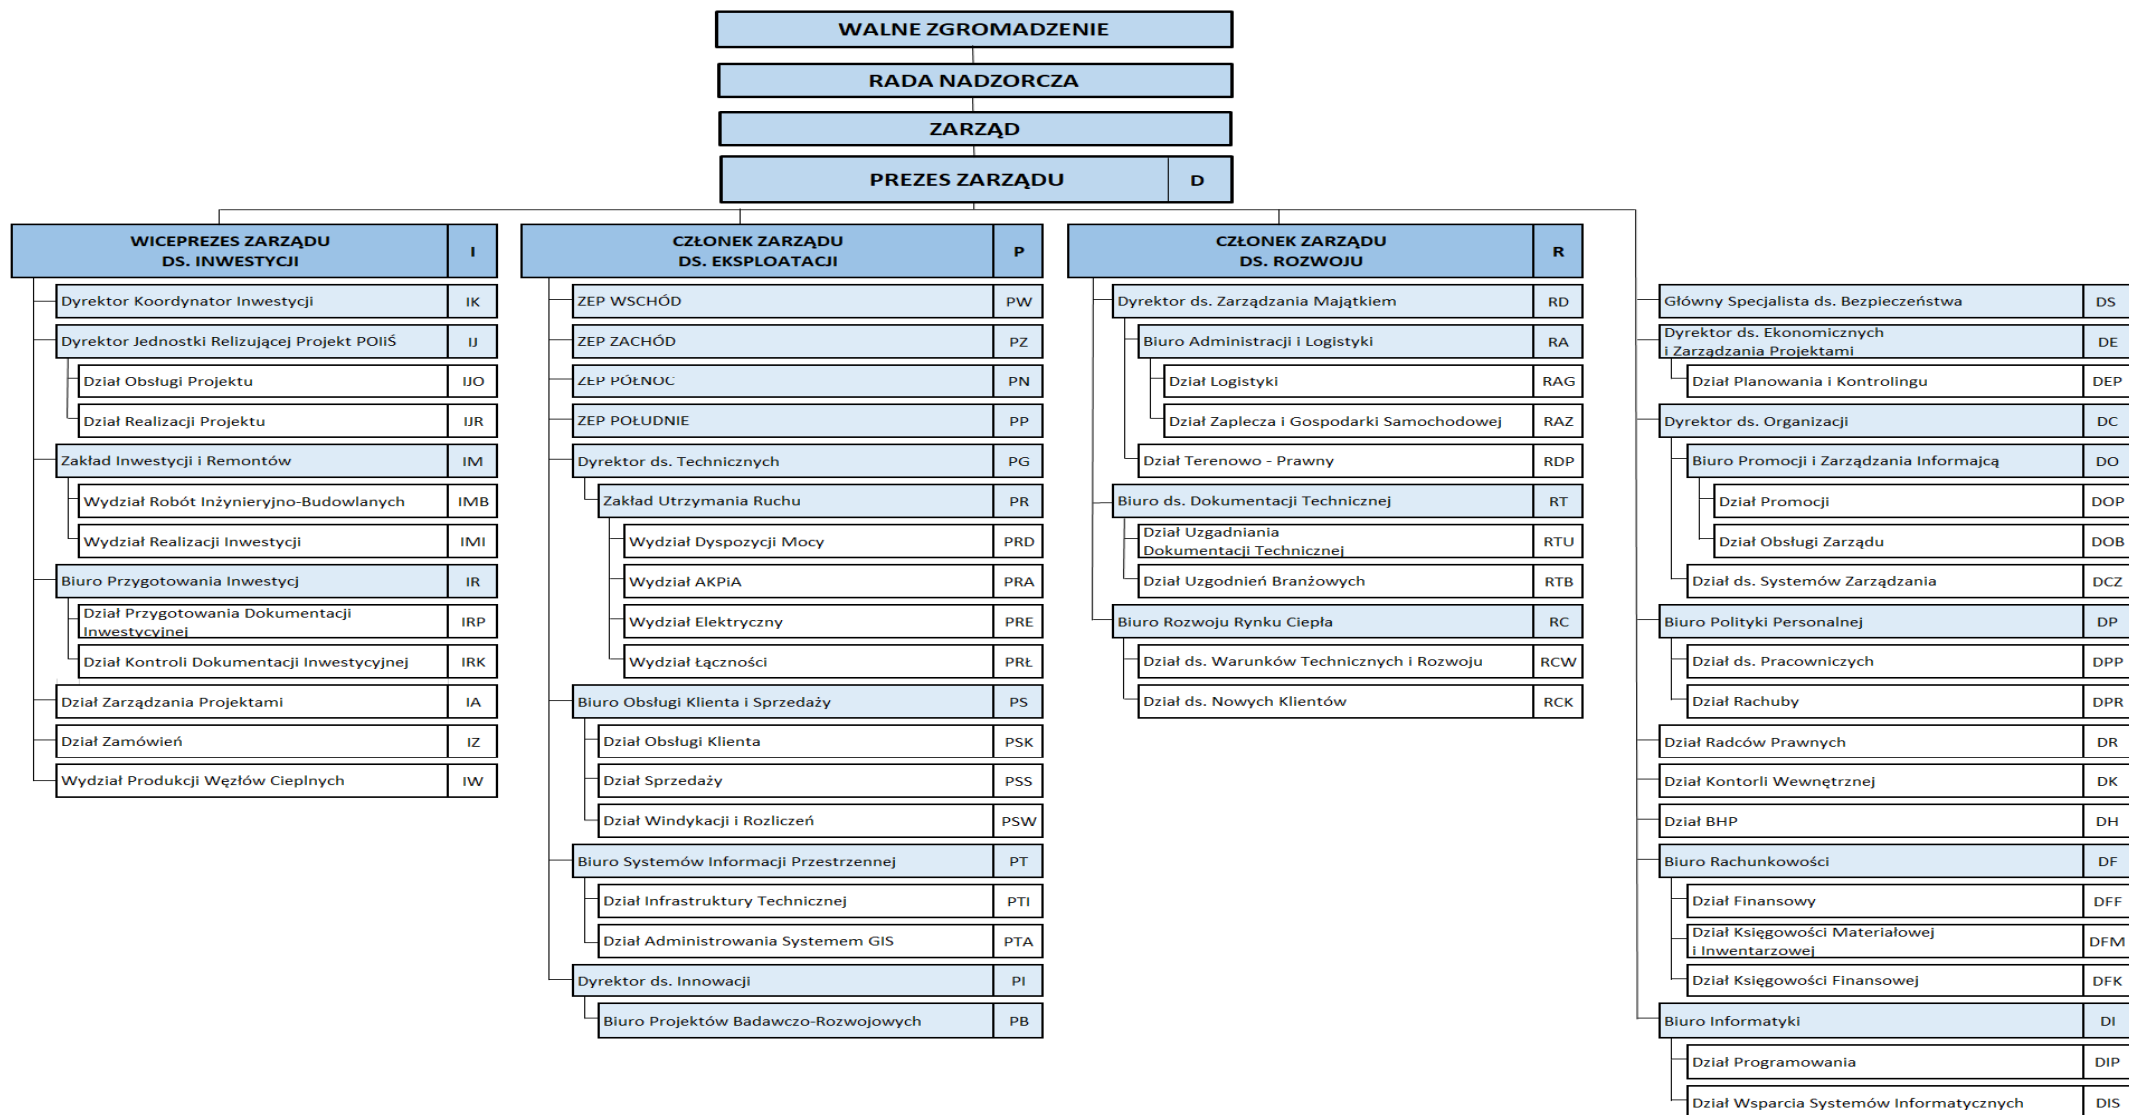 WALNE ZGROMADZENIE
RADA NADZORCZA
ZARZĄD
PREZES ZARZĄDU D
WICEPREZES ZARZĄDU
DS. INWESTYCJI I
Dyrektor Koordynator Inwestycji IK
Dyrektor Jednostki Relizującej Projekt POIiŚ IJ
Dział Obsługi Projektu IJO
Dział Realizacji Projektu IJR
Zakład Inwestycji i Remontów IM
Wydział Robót Inżynieryjno-Budowlanych IMB
Wydział Realizacji Inwestycji IMI
Biuro Przygotowania Inwestycj IR
Dział Przygotowania Dokumentacji
Inwestycyjnej IRP
Dział Kontroli Dokumentacji Inwestycyjnej IRK
Dział Zarządzania Projektami IA
Dział Zamówień IZ
Wydział Produkcji Węzłów Cieplnych IW
CZŁONEK ZARZĄDU
DS. EKSPLOATACJI P
ZEP WSCHÓD PW
ZEP ZACHÓD PZ
ZEP PÓŁNOC PN
ZEP POŁUDNIE PP
Dyrektor ds. Technicznych PG
Zakład Utrzymania Ruchu PR
Wydział Dyspozycji Mocy PRD
Wydział AKPiA PRA
Wydział Elektryczny PRE
Wydział Łączności PRŁ
Biuro Obsługi Klienta i Sprzedaży PS
Dział Obsługi Klienta PSK
Dział Sprzedaży PSS
Dział Windykacji i Rozliczeń PSW
Biuro Systemów Informacji Przestrzennej PT
Dział Infrastruktury Technicznej PTI
Dział Administrowania Systemem GIS PTA
Dyrektor ds. Innowacji PI
Biuro Projektów Badawczo-Rozwojowych PB
CZŁONEK ZARZĄDU
DS. ROZWOJU R
Dyrektor ds. Zarządzania Majątkiem RD
Biuro Administracji i Logistyki RA
Dział Logistyki RAG
Dział Zaplecza i Gospodarki Samochodowej RAZ
Dział Terenowo - Prawny RDP
Biuro ds. Dokumentacji Technicznej RT
Dział Uzgadniania
Dokumentacji Technicznej RTU
Dział Uzgodnień Branżowych RTB
Biuro Rozwoju Rynku Ciepła RC
Dział ds. Warunków Technicznych i Rozwoju RCW
Dział ds. Nowych Klientów RCK
Główny Specjalista ds. Bezpieczeństwa DS
Dyrektor ds. Ekonomicznych
i Zarządzania Projektami DE
Dział Planowania i Kontrolingu DEP
Dyrektor ds. Organizacji DC
Biuro Promocji i Zarządzania Informajcą DO
Dział Promocji DOP
Dział Obsługi Zarządu DOB
Dział ds. Systemów Zarządzania DCZ
Biuro Polityki Personalnej DP
Dział ds. Pracowniczych DPP
Dział Rachuby DPR
Dział Radców Prawnych DR
Dział Kontorli Wewnętrznej DK
Dział BHP DH
Biuro Rachunkowości DF
Dział Finansowy DFF
Dział Księgowości Materiałowej
i Inwentarzowej DFM
Dział Księgowości Finansowej DFK
Biuro Informatyki DI
Dział Programowania DIP
Dział Wsparcia Systemów Informatycznych DIS